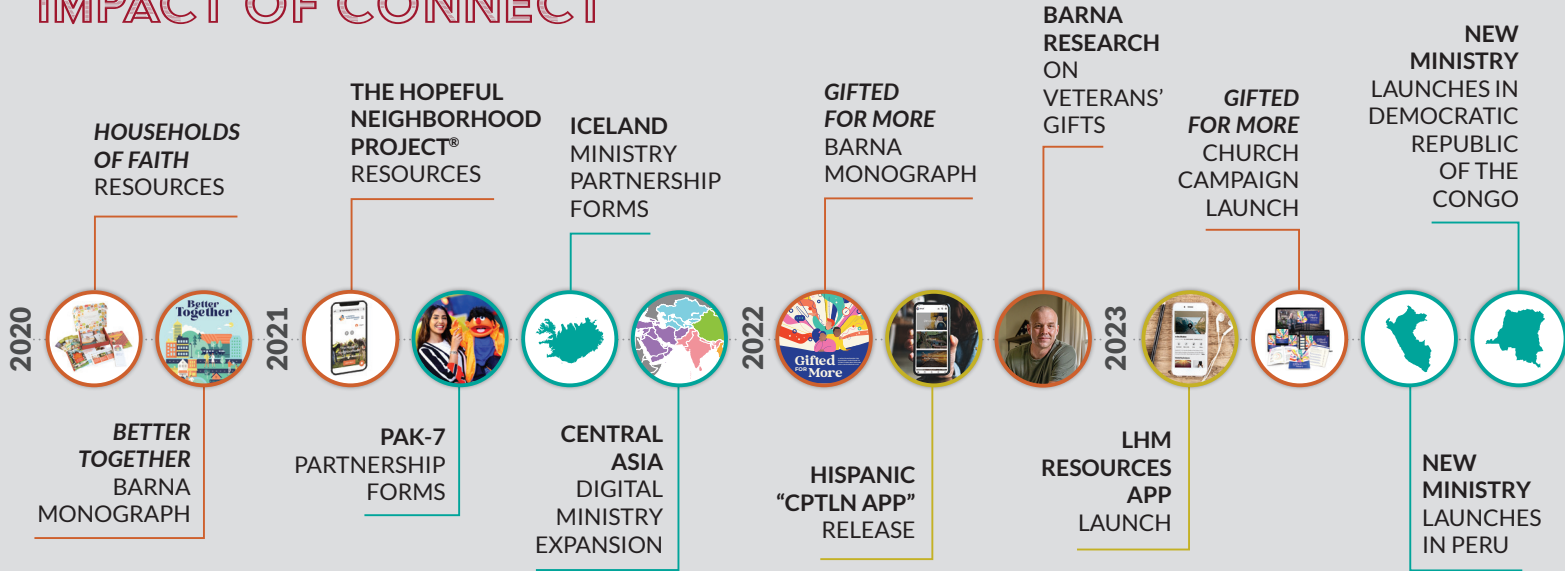 IMPACT OF CONNECT
2020
HOUSEHOLDS
OF FAITH
RESOURCES
Better
Together
BETTER
TOGETHER
BARNA
MONOGRAPH
2021
THE HOPEFUL
NEIGHBORHOOD
PROJECT®
RESOURCES
PAK-7
PARTNERSHIP
FORMS
ICELAND
MINISTRY
PARTNERSHIP
FORMS
CENTRAL
ASIA
DIGITAL
MINISTRY
EXPANSION
2022
GIFTED
FOR MORE
BARNA
MONOGRAPH
Gifted
FOR More
HISPANIC
“CPTLN APP”
RELEASE
BARNA
RESEARCH
ON
VETERANS’
GIFTS
2023
LHM
RESOURCES
APP
LAUNCH
GIFTED
FOR MORE
CHURCH
CAMPAIGN
LAUNCH
NEW
MINISTRY
LAUNCHES
IN PERU
NEW
MINISTRY
LAUNCHES IN
DEMOCRATIC
REPUBLIC
OF THE
CONGO